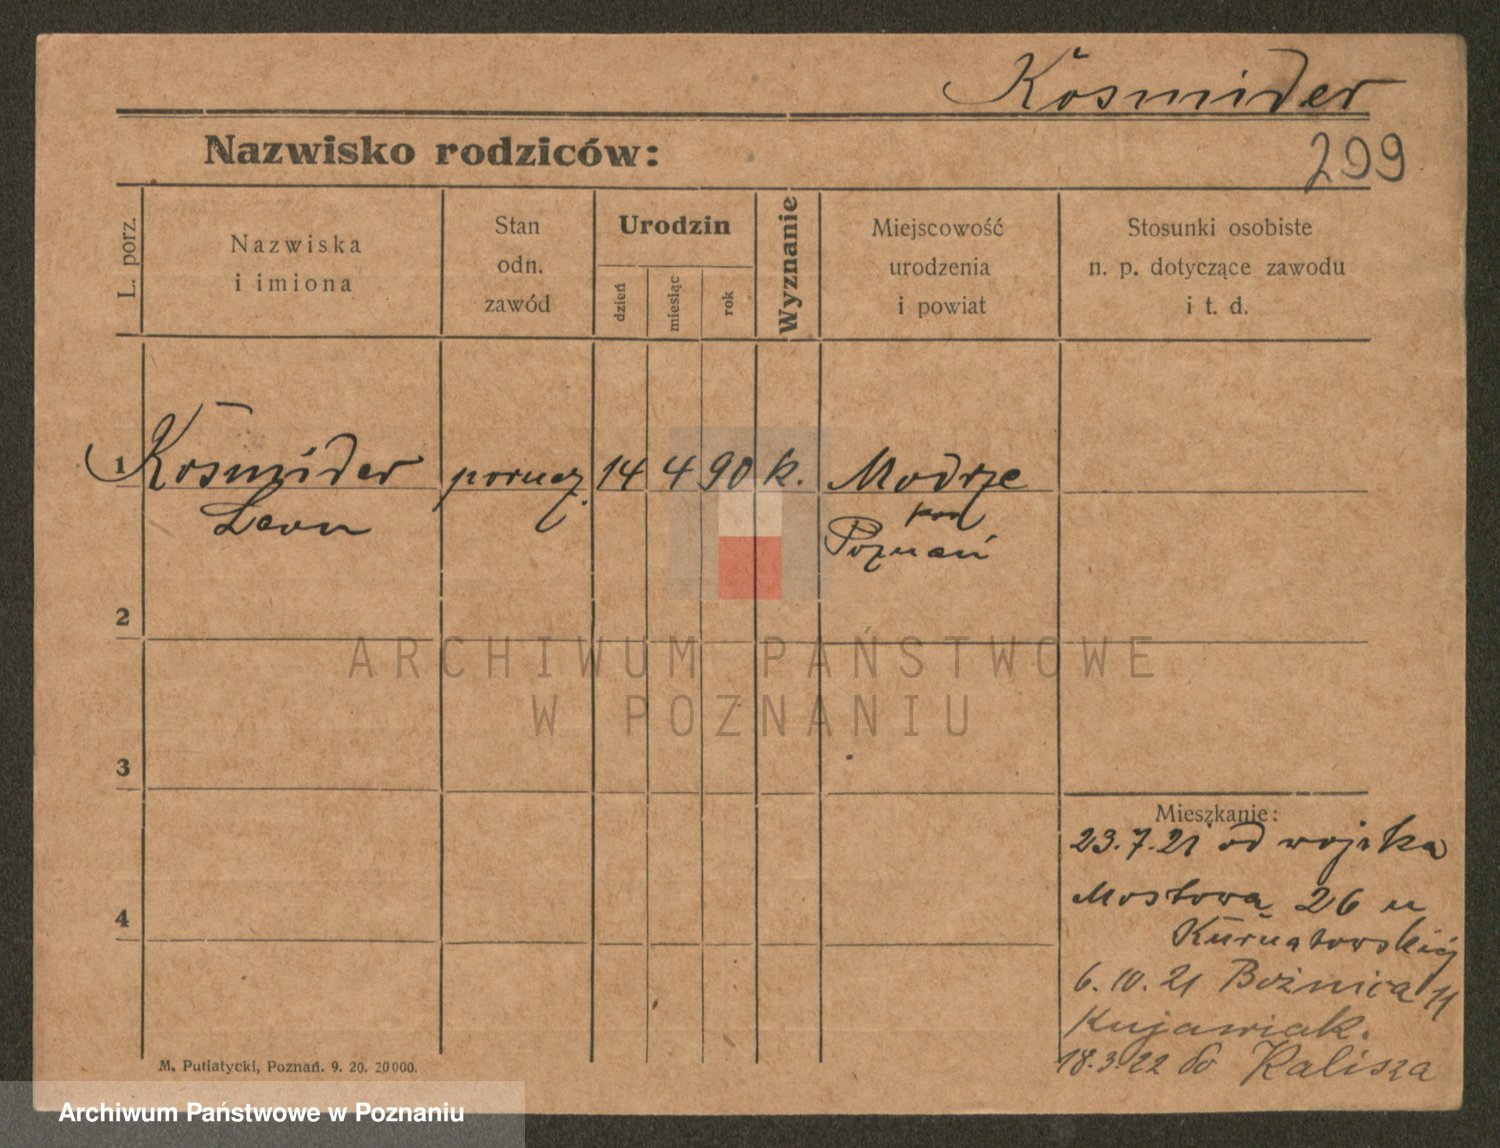 Kośmider
Nazwisko rodziców:
299
L. porz.
Nazwiska
i imiona
Stan
odn.
zawód
Urodzin
dzień
miesiąc
rok
Wyznanie
Miejscowość
urodzenia
i powiat
Stosunki osobiste
n. p. dotyczące zawodu
i t. d.
1 Kośmider porucz. 14 4 90 k. Modrze
Leon
pow
Poznań
2
ARCHIWUM PAŃSTWOWE
W POZNANIU
3
Mieszkanie:
23.7.21 od wojska
4
Mostowa 26 u
Kurnatowskiej
6.10.21 Bóżnica 11
Kujawiak.
18.3.22 do Kalisza
M. Putiatycki, Poznań. 9. 20. 20000.
Archiwum Państwowe w Poznaniu